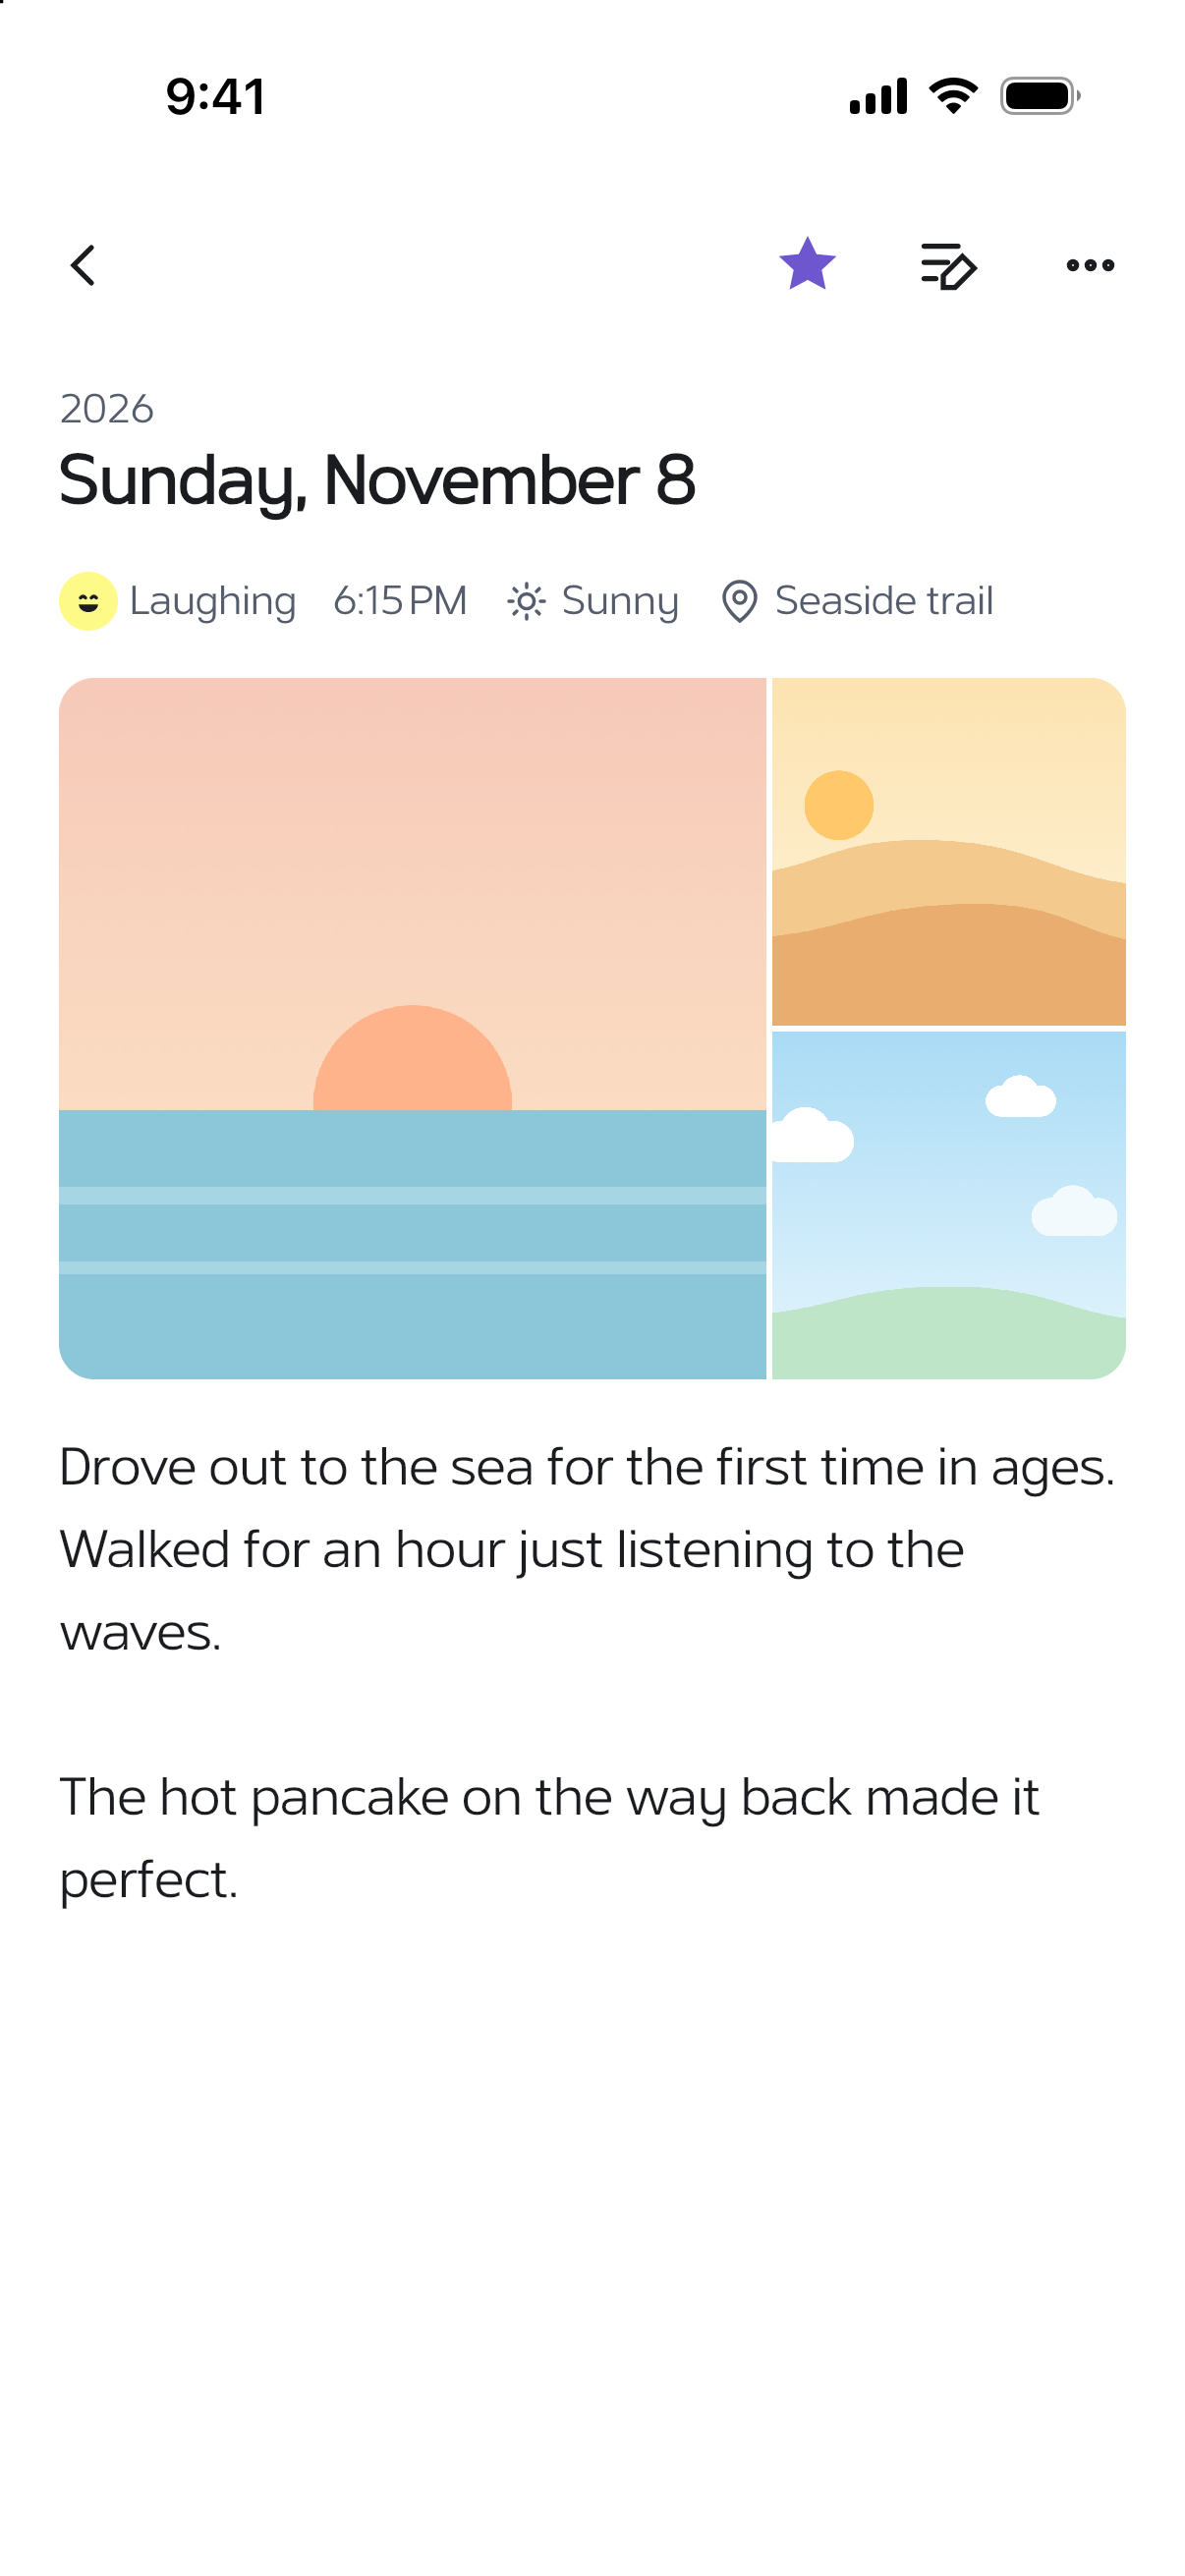 9:41
2026
Sunday, November 8
Laughing 6:15 PM Sunny Seaside trail
Drove out to the sea for the first time in ages.
Walked for an hour just listening to the
waves.
The hot pancake on the way back made it
perfect.